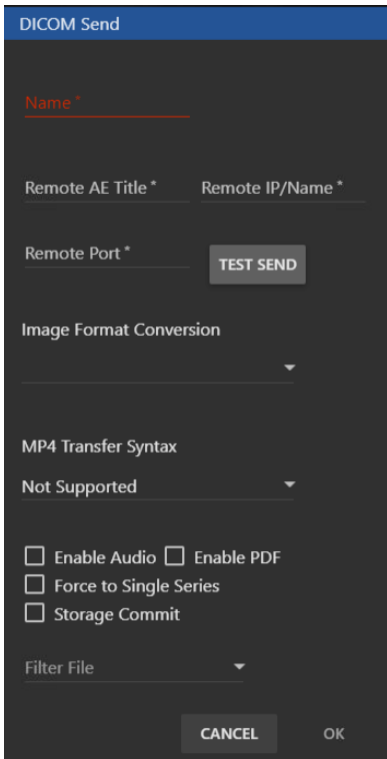 DICOM Send
Name *
Remote AE Title * Remote IP/Name *
Remote Port * TEST SEND
Image Format Conversion
MP4 Transfer Syntax
Not Supported
Enable Audio Enable PDF
Force to Single Series
Storage Commit
Filter File
CANCEL OK